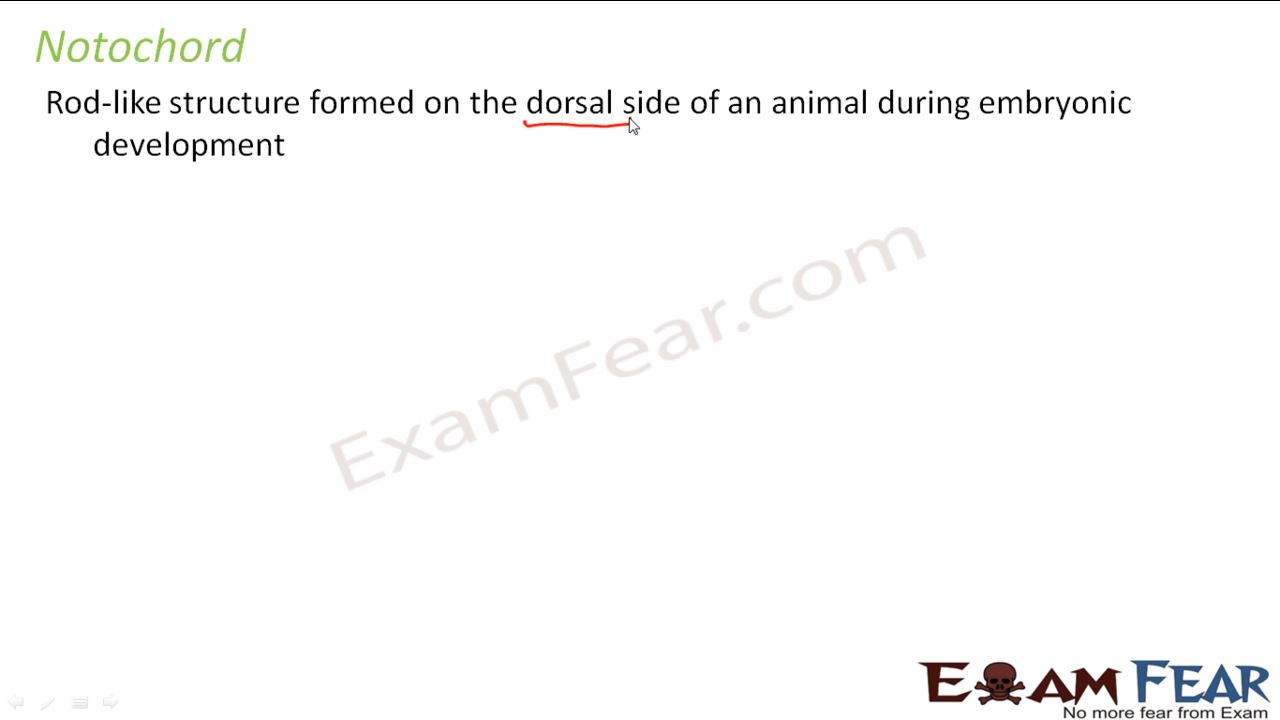 Notochord
Rod-like structure formed on the dorsal side of an animal during embryonic
development
ExamFear.com
EXAM FEAR
No more fear from Exam